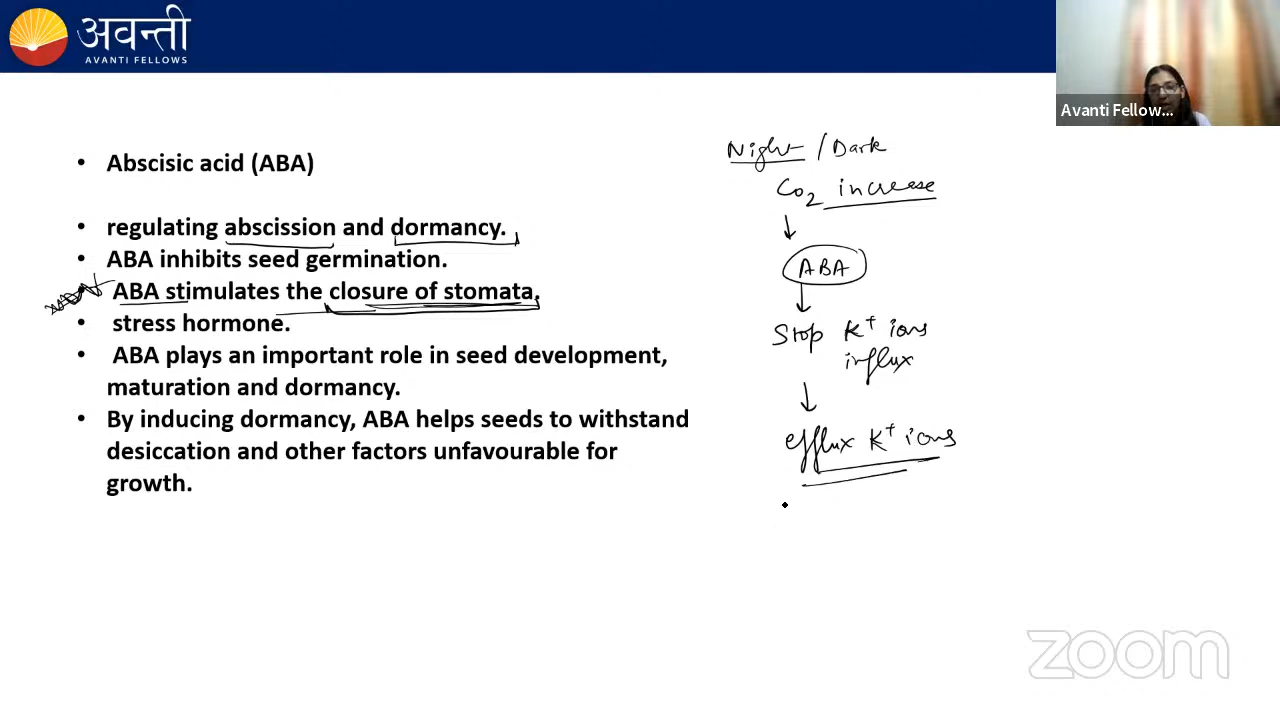 अवन्ती
AVANTI FELLOWS
Avanti Fellow...
• Abscisic acid (ABA)
• regulating abscission and dormancy.
• ABA inhibits seed germination.
ABA stimulates the closure of stomata.
• stress hormone.
• ABA plays an important role in seed development,
maturation and dormancy.
• By inducing dormancy, ABA helps seeds to withstand
desiccation and other factors unfavourable for
growth.
Night / Dark
CO2 increase
↓
ABA
↓
Stop K+ ions
influx
↓
efflux K+ ions
zoom